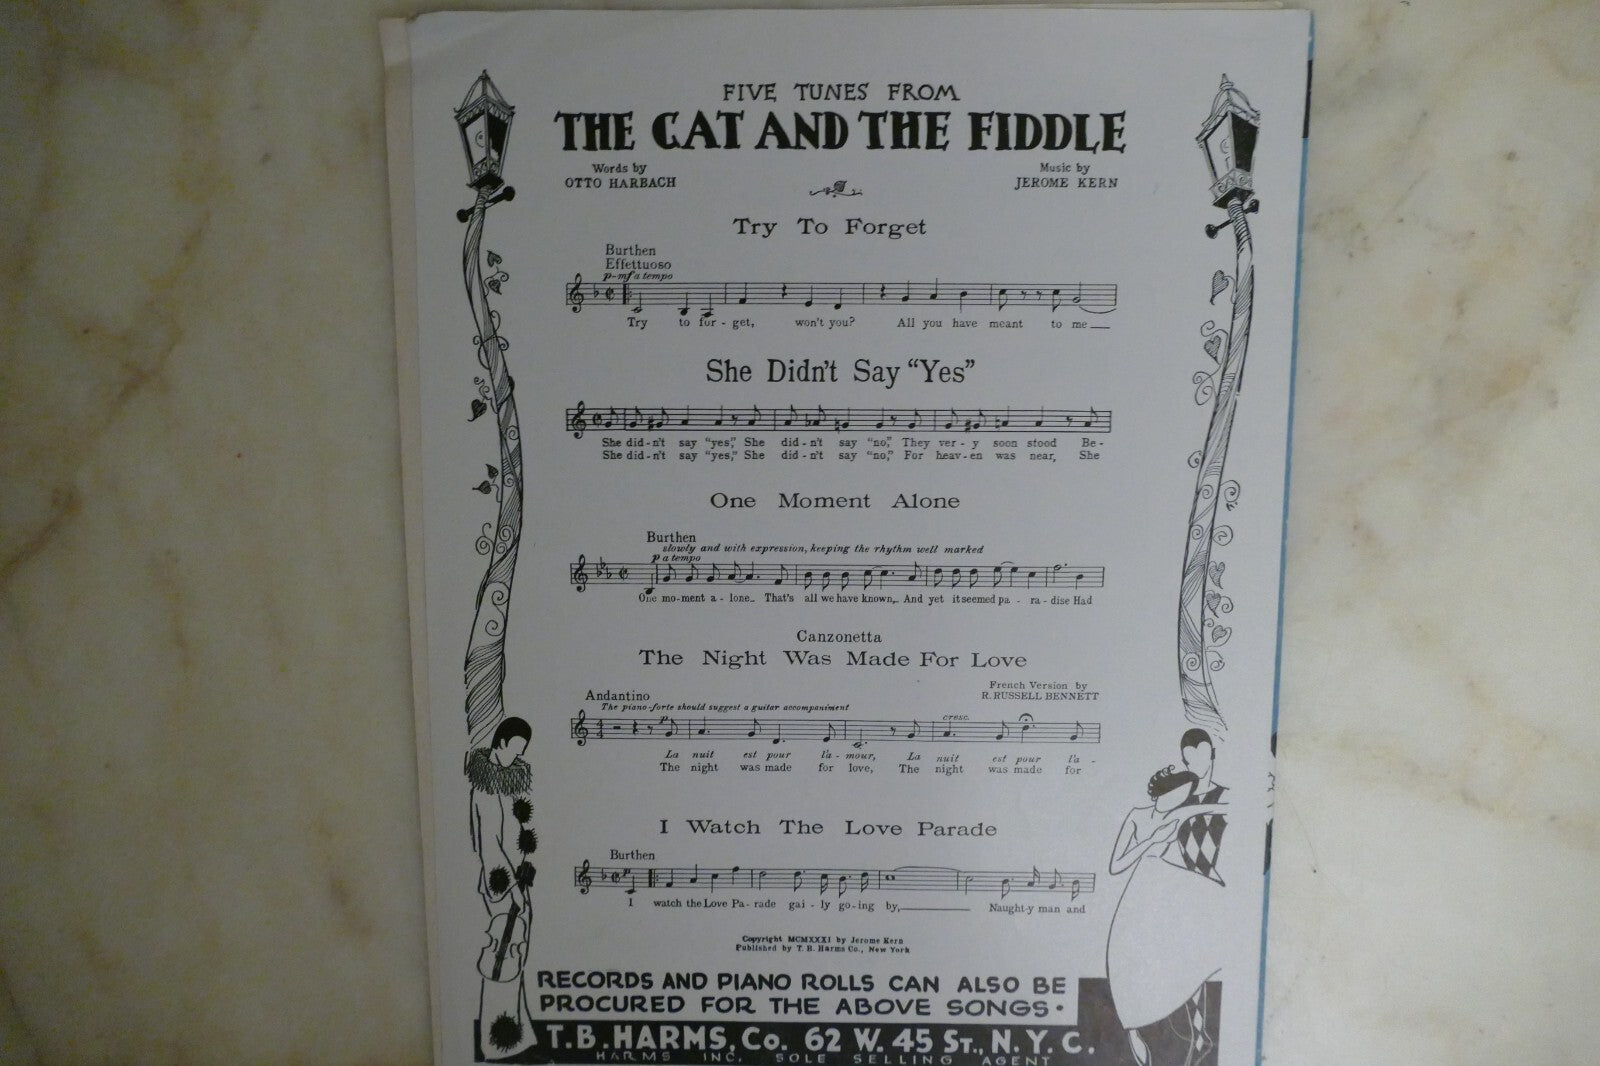 FIVE TUNES FROM
THE CAT AND THE FIDDLE
Words by
OTTO HARBACH
Music by
JEROME KERN
Try To Forget
Burthen
Effettuoso
p-mf a tempo
Try to for - get, won't you? All you have meant to me
She Didn't Say "Yes"
She did - n't say "yes," She did - n't say "no," They ver - y soon stood Be -
She did - n't say "yes," She did - n't say "no," For heav - en was near, She
One Moment Alone
Burthen
slowly and with expression, keeping the rhythm well marked
p a tempo
One mo-ment a - lone_ That's all we have known,_ And yet it seemed pa - ra - dise Had
Canzonetta
The Night Was Made For Love
French Version by
R. RUSSELL BENNETT
Andantino
The piano-forte should suggest a guitar accompaniment
p
cresc.
La nuit est pour l'a - mour, La nuit est pour l'a -
The night was made for love, The night was made for
I Watch The Love Parade
Burthen
p
I watch the Love Pa - rade gai - ly go - ing by, Naught-y man and
Copyright MCMXXXI by Jerome Kern
Published by T. B. Harms Co., New York
RECORDS AND PIANO ROLLS CAN ALSO BE
PROCURED FOR THE ABOVE SONGS •
T.B. HARMS, Co. 62 W. 45 ST., N.Y.C.
HARMS INC. SOLE SELLING AGENT